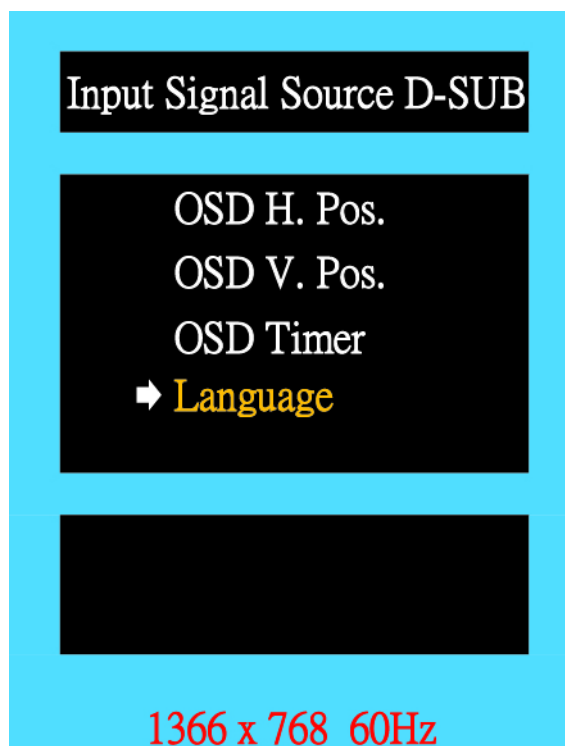 Input Signal Source D-SUB
OSD H. Pos.
OSD V. Pos.
OSD Timer
Language
1366 x 768 60Hz